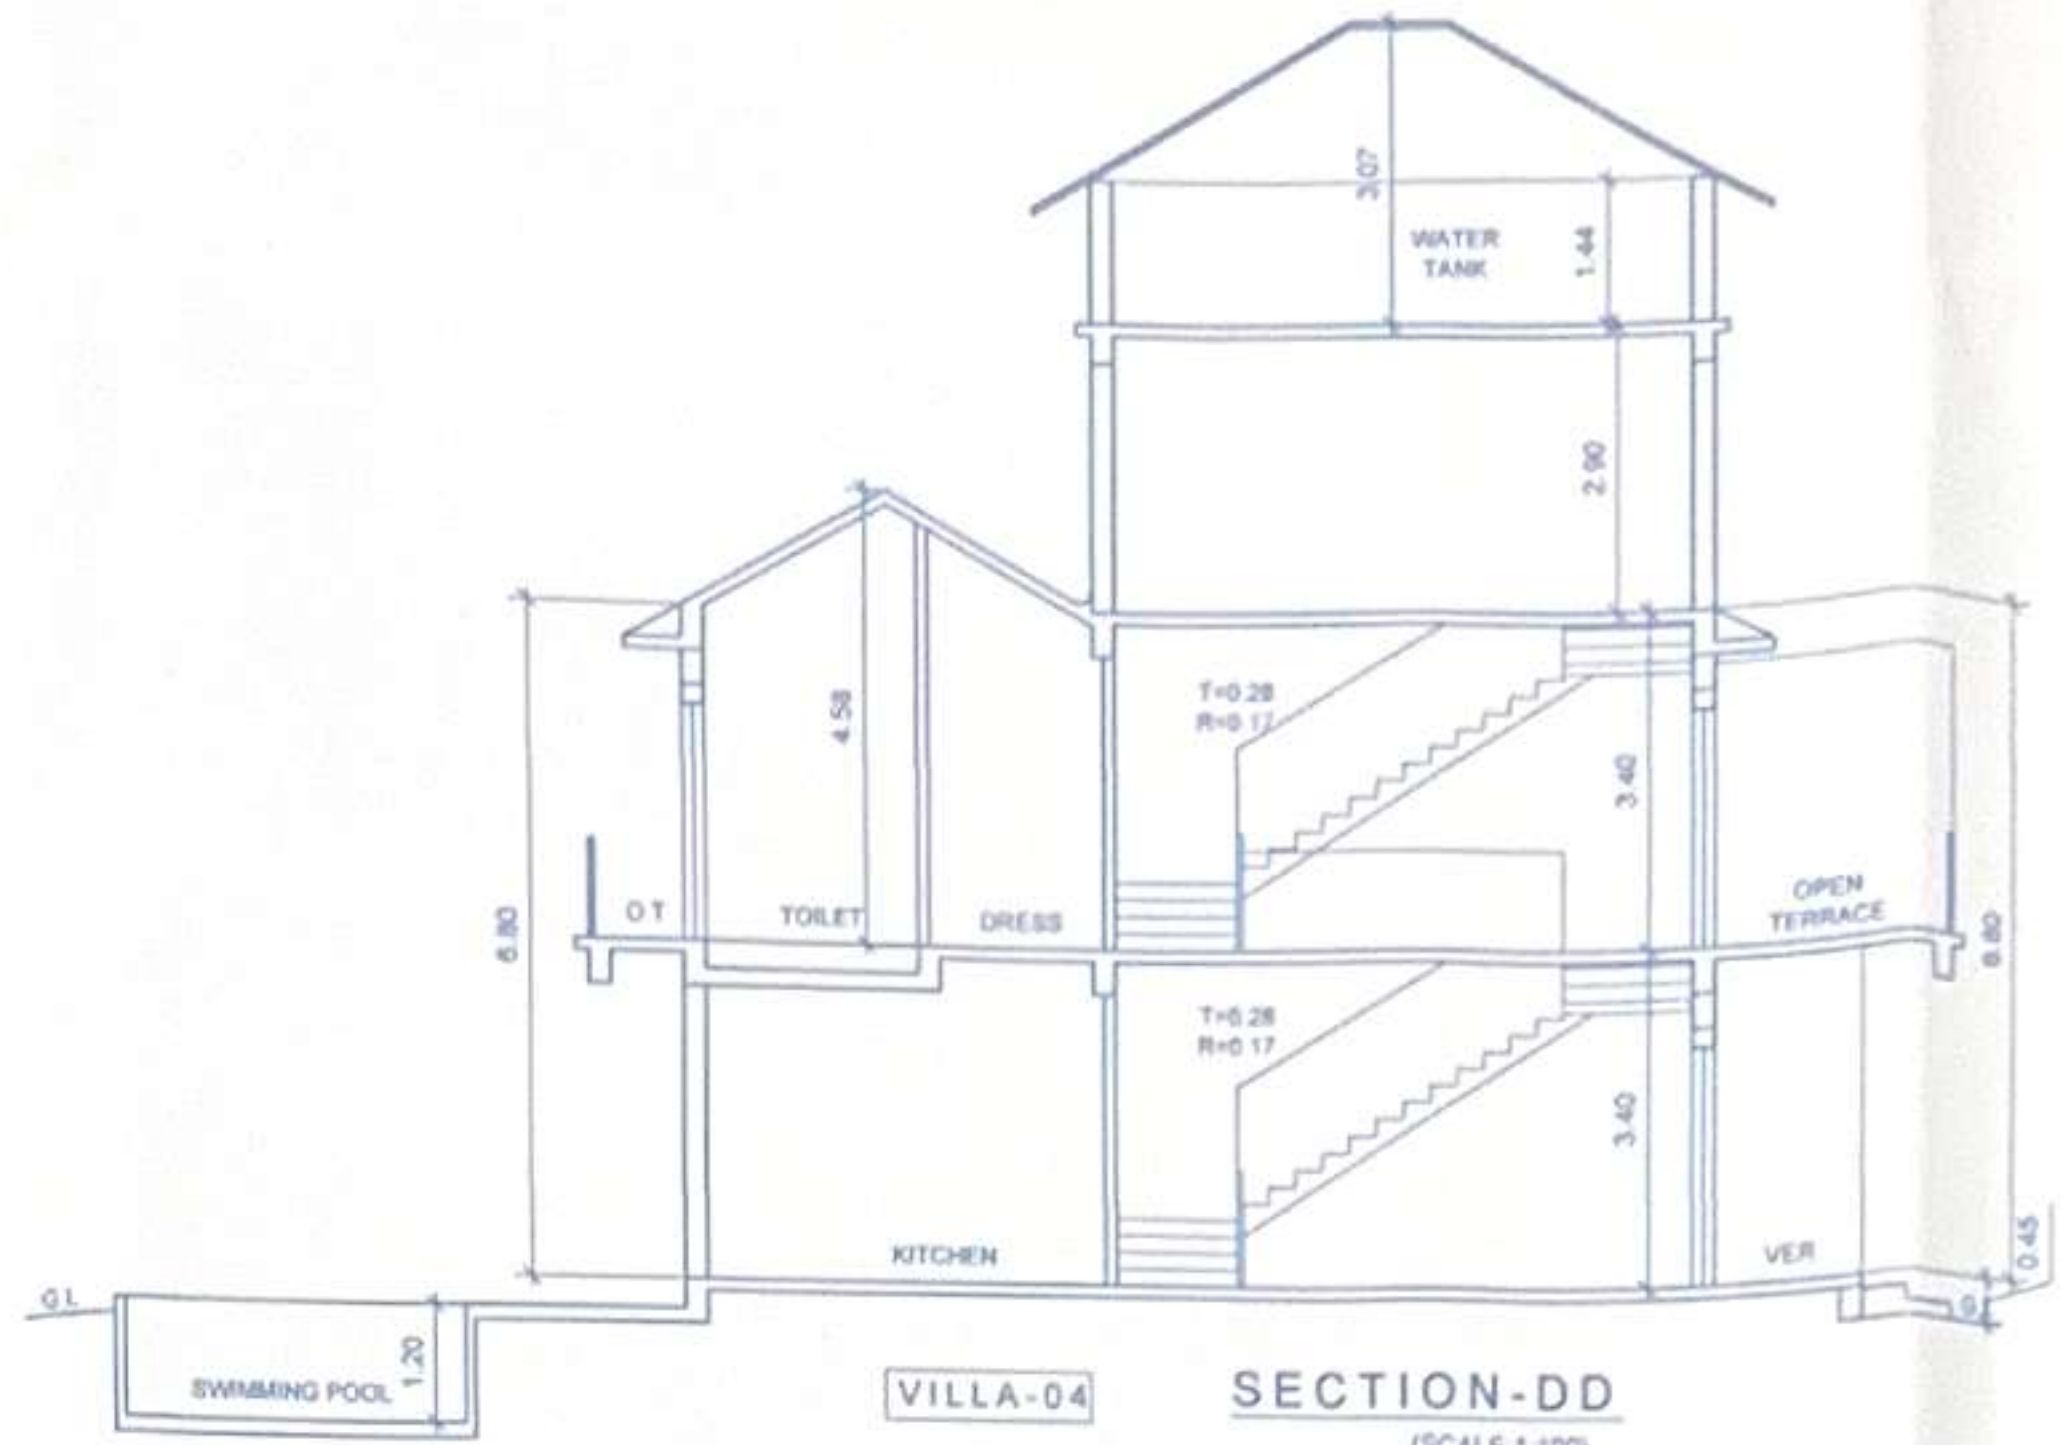 3.07
WATER
TANK
1.44
2.90
4.58
T=0.28
R=0.17
3.40
6.80
O T
TOILET
DRESS
OPEN
TERRACE
6.80
T=0.28
R=0.17
3.40
KITCHEN
VER
0.45
G.L
G
1.20
SWIMMING POOL
VILLA-04
SECTION-DD